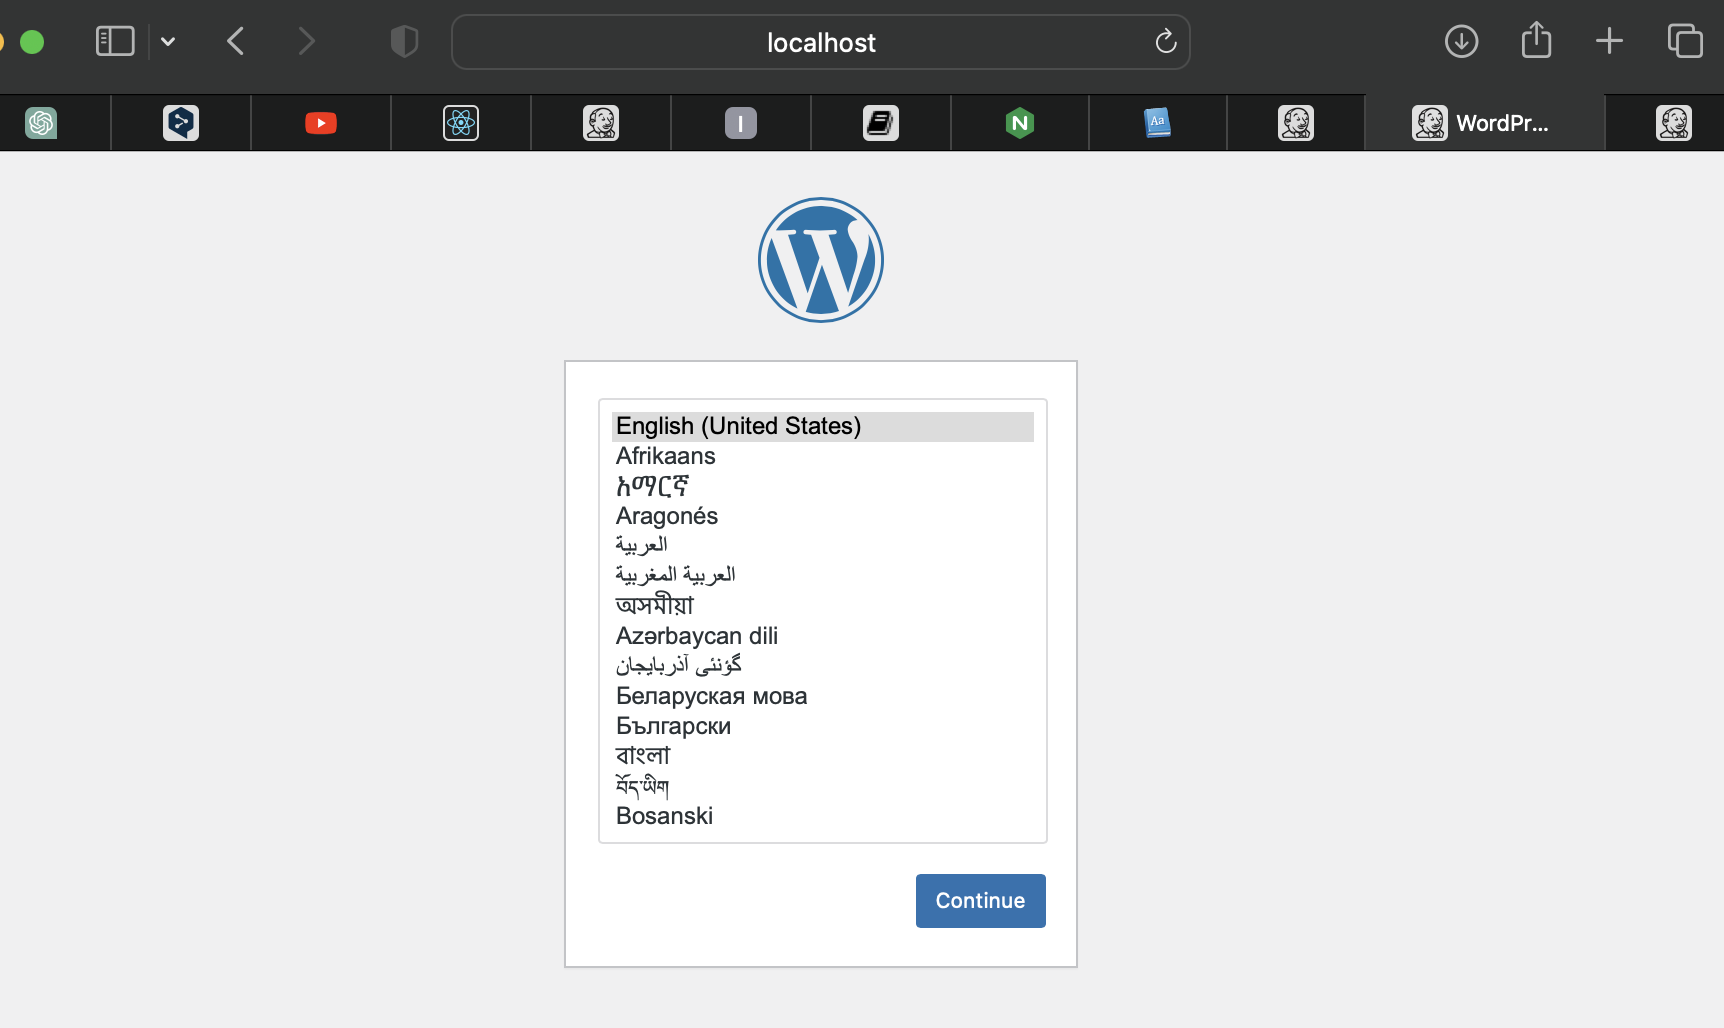 localhost
WordPr...
English (United States)
Afrikaans
አማርኛ
Aragonés
العربية
العربية المغربية
অসমীয়া
Azərbaycan dili
گؤنئی آذربایجان
Беларуская мова
Български
বাংলা
བོད་ཡིག
Bosanski
Continue